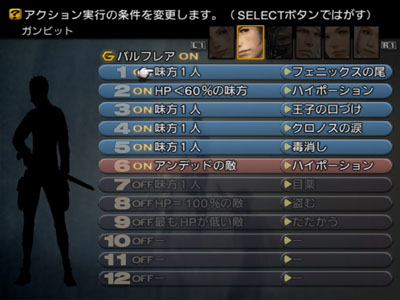 アクション実行の条件を変更します。（SELECTボタンではがす）
ガンビット
L1
R1
バルフレア ON
1 ON 味方1人 フェニックスの尾
2 ON HP＜60％の味方 ハイポーション
3 ON 味方1人 王子の口づけ
4 ON 味方1人 クロノスの涙
5 ON 味方1人 毒消し
6 ON アンデッドの敵 ハイポーション
7 OFF 味方1人 目薬
8 OFF HP＝100％の敵 盗む
9 OFF 最もHPが低い敵 たたかう
10 OFF ー ー
11 OFF ー ー
12 OFF ー ー